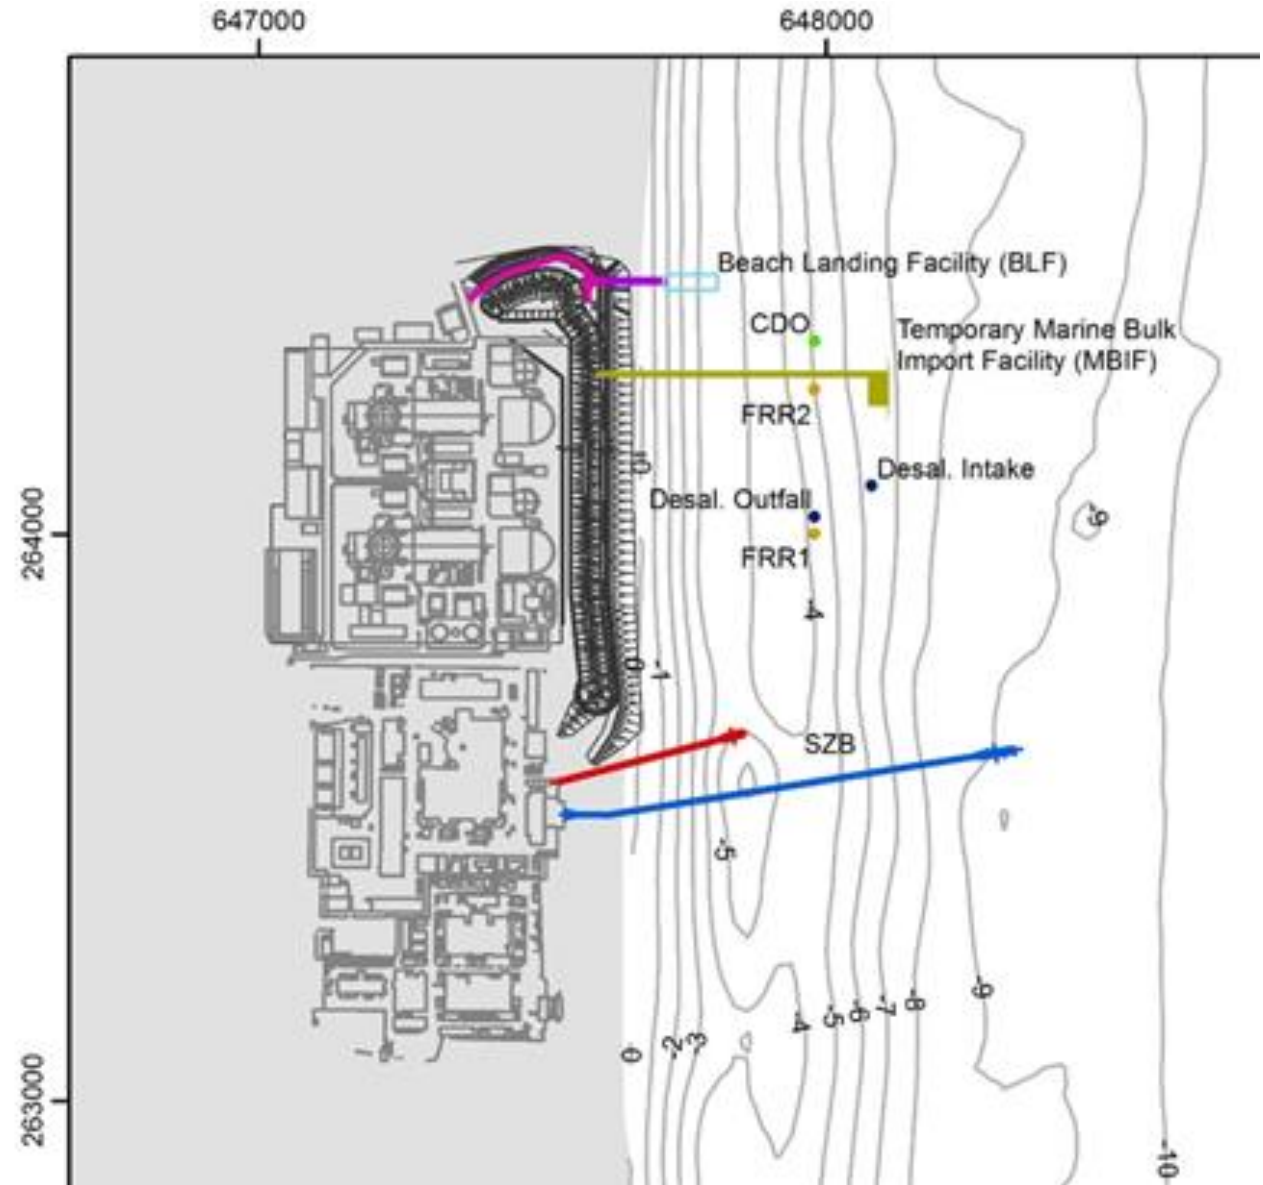 647000
648000
Beach Landing Facility (BLF)
CDO
Temporary Marine Bulk
Import Facility (MBIF)
FRR2
Desal. Intake
Desal. Outfall
FRR1
264000
-9
-4
0
-1
SZB
-5
-9
-8
-7
-6
-5
-4
-3
-2
0
263000
-10